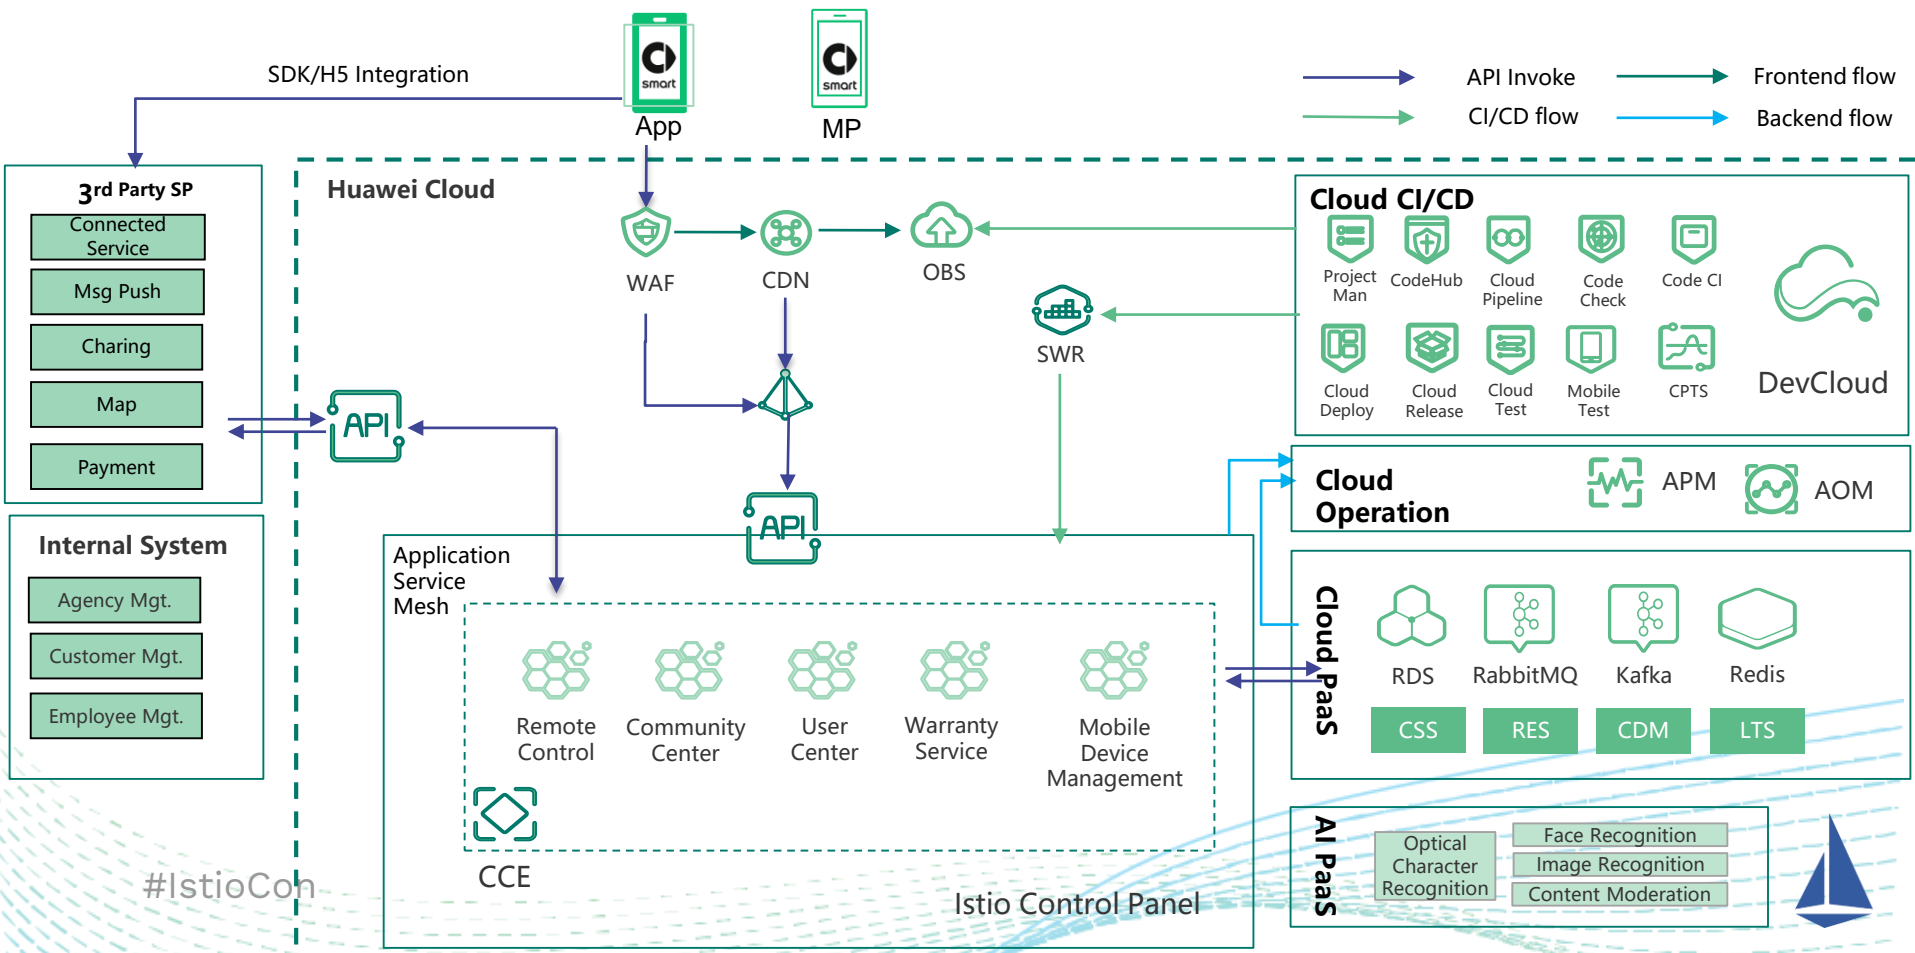 SDK/H5 Integration
smart
App
smart
MP
API Invoke
Frontend flow
CI/CD flow
Backend flow
3rd Party SP
Connected
Service
Msg Push
Charing
Map
Payment
Internal System
Agency Mgt.
Customer Mgt.
Employee Mgt.
Huawei Cloud
WAF
CDN
OBS
SWR
API
API
Cloud CI/CD
Project
Man
CodeHub
Cloud
Pipeline
Code
Check
Code CI
Cloud
Deploy
Cloud
Release
Cloud
Test
Mobile
Test
CPTS
DevCloud
Cloud
Operation
APM
AOM
Application
Service
Mesh
Remote
Control
Community
Center
User
Center
Warranty
Service
Mobile
Device
Management
CCE
Istio Control Panel
Cloud PaaS
RDS
RabbitMQ
Kafka
Redis
CSS
RES
CDM
LTS
AI PaaS
Optical
Character
Recognition
Face Recognition
Image Recognition
Content Moderation
#IstioCon